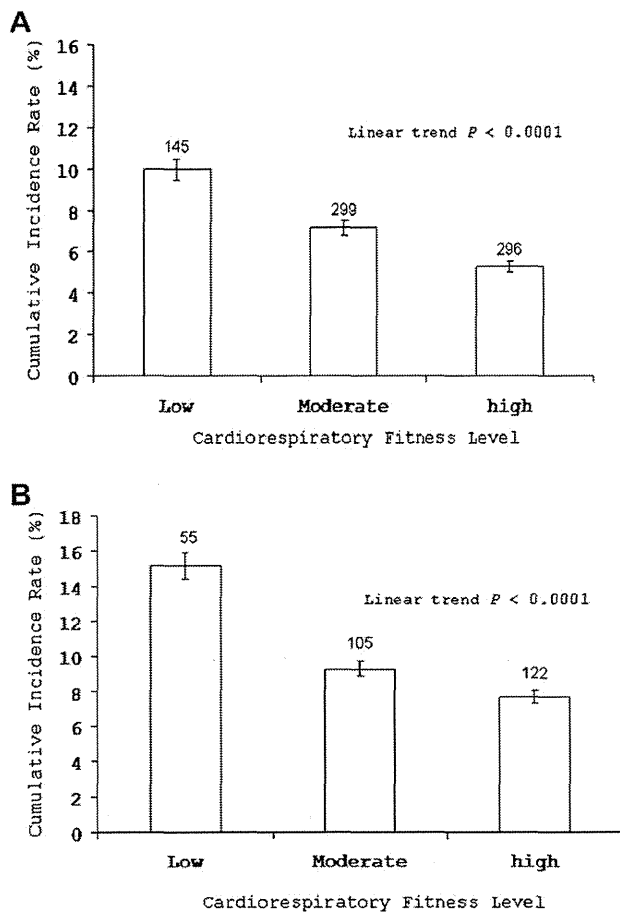 A
Cumulative Incidence Rate (%)
16
14
12
10
8
6
4
2
0
Linear trend P < 0.0001
145
299
296
Low Moderate high
Cardiorespiratory Fitness Level
B
Cumulative Incidence Rate (%)
18
16
14
12
10
8
6
4
2
0
Linear trend P < 0.0001
55
105
122
Low Moderate high
Cardiorespiratory Fitness Level